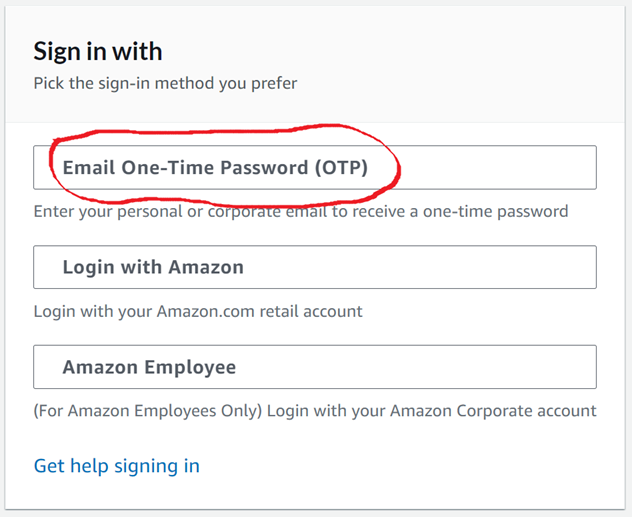 Sign in with
Pick the sign-in method you prefer
Email One-Time Password (OTP)
Enter your personal or corporate email to receive a one-time password
Login with Amazon
Login with your Amazon.com retail account
Amazon Employee
(For Amazon Employees Only) Login with your Amazon Corporate account
Get help signing in